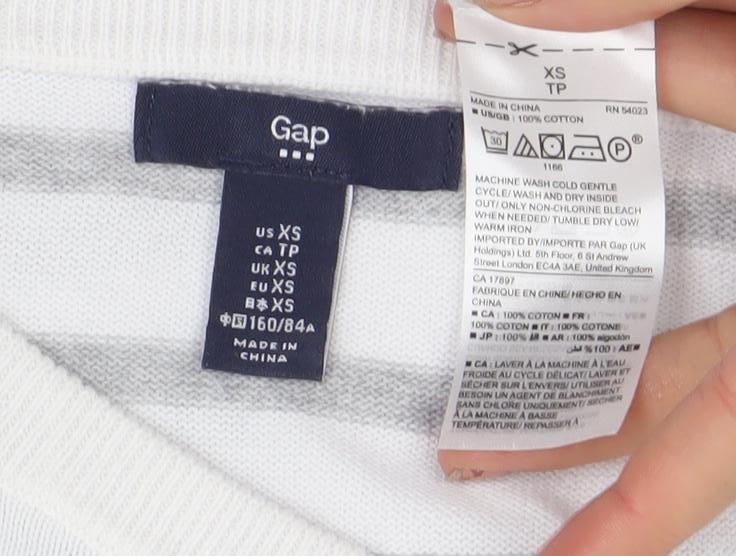 Gap
US XS
CA TP
UK XS
EU XS
日本 XS
中国 160/84A
MADE IN
CHINA
XS
TP
MADE IN CHINA RN 54023
■ US/GB : 100% COTTON
30 P ®
1166
MACHINE WASH COLD GENTLE
CYCLE/ WASH AND DRY INSIDE
OUT/ ONLY NON-CHLORINE BLEACH
WHEN NEEDED/ TUMBLE DRY LOW/
WARM IRON
IMPORTED BY/IMPORTE PAR Gap (UK
Holdings) Ltd. 5th Floor, 6 St Andrew
Street London EC4A 3AE, United Kingdom
CA 17897
FABRIQUE EN CHINE/ HECHO EN
CHINA
■ CA : 100% COTON ■ FR :
100% COTON ■ IT : 100% COTONE
■ JP : 100% 綿 ■ AR : 100% algodón
■ AE : 100%
■ CA : LAVER À LA MACHINE À L'EAU
FROIDE AU CYCLE DÉLICAT/ LAVER ET
SÉCHER SUR L'ENVERS/ UTILISER AU
BESOIN UN AGENT DE BLANCHIMENT
SANS CHLORE UNIQUEMENT/ SÉCHER
À LA MACHINE À BASSE
TEMPÉRATURE/ REPASSER À